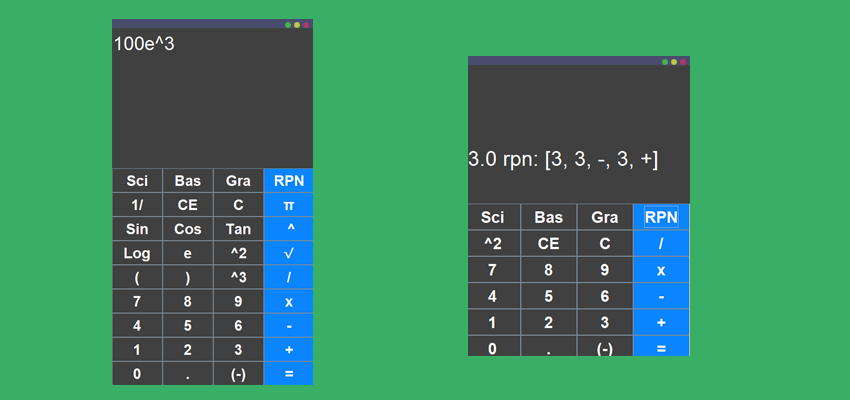 100e^3
Sci Bas Gra RPN
1/ CE C π
Sin Cos Tan ^
Log e ^2 √
( ) ^3 /
7 8 9 x
4 5 6 -
1 2 3 +
0 . (-) =
3.0 rpn: [3, 3, -, 3, +]
Sci Bas Gra RPN
^2 CE C /
7 8 9 x
4 5 6 -
1 2 3 +
0 . (-) =